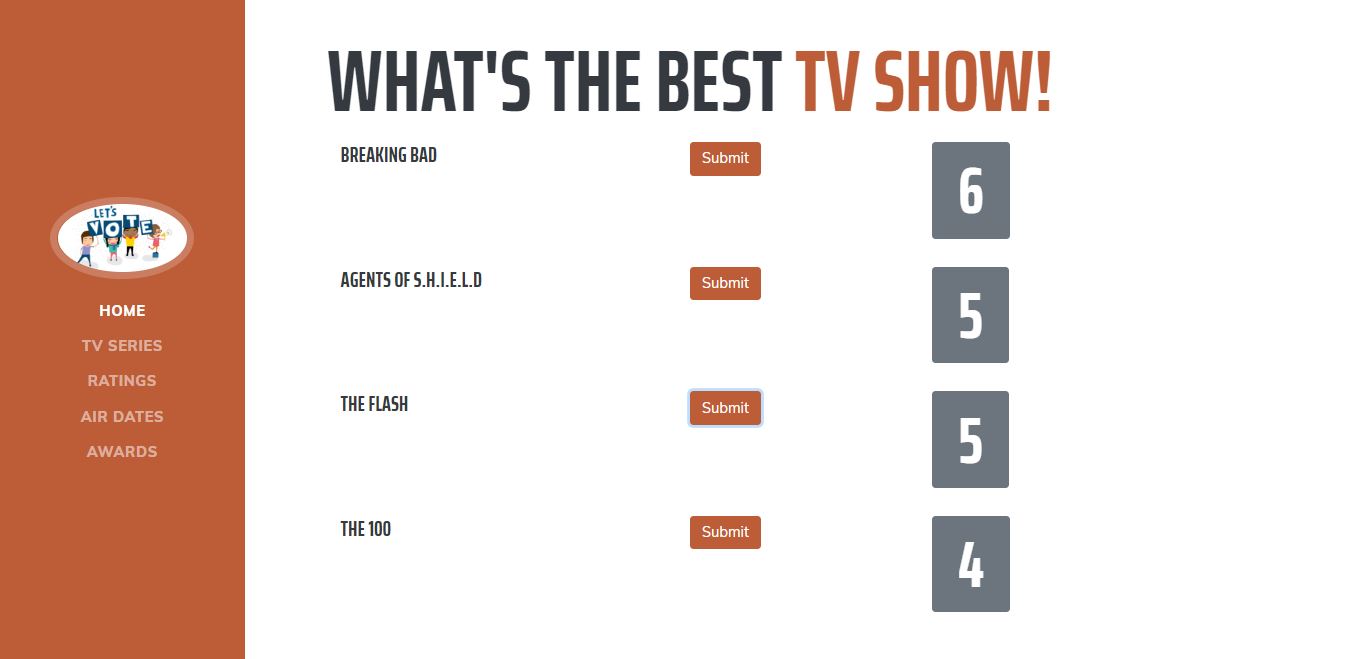 WHAT'S THE BEST TV SHOW!
BREAKING BAD
Submit
6
AGENTS OF S.H.I.E.L.D
Submit
5
THE FLASH
Submit
5
THE 100
Submit
4
LET'S
VOTE
HOME
TV SERIES
RATINGS
AIR DATES
AWARDS